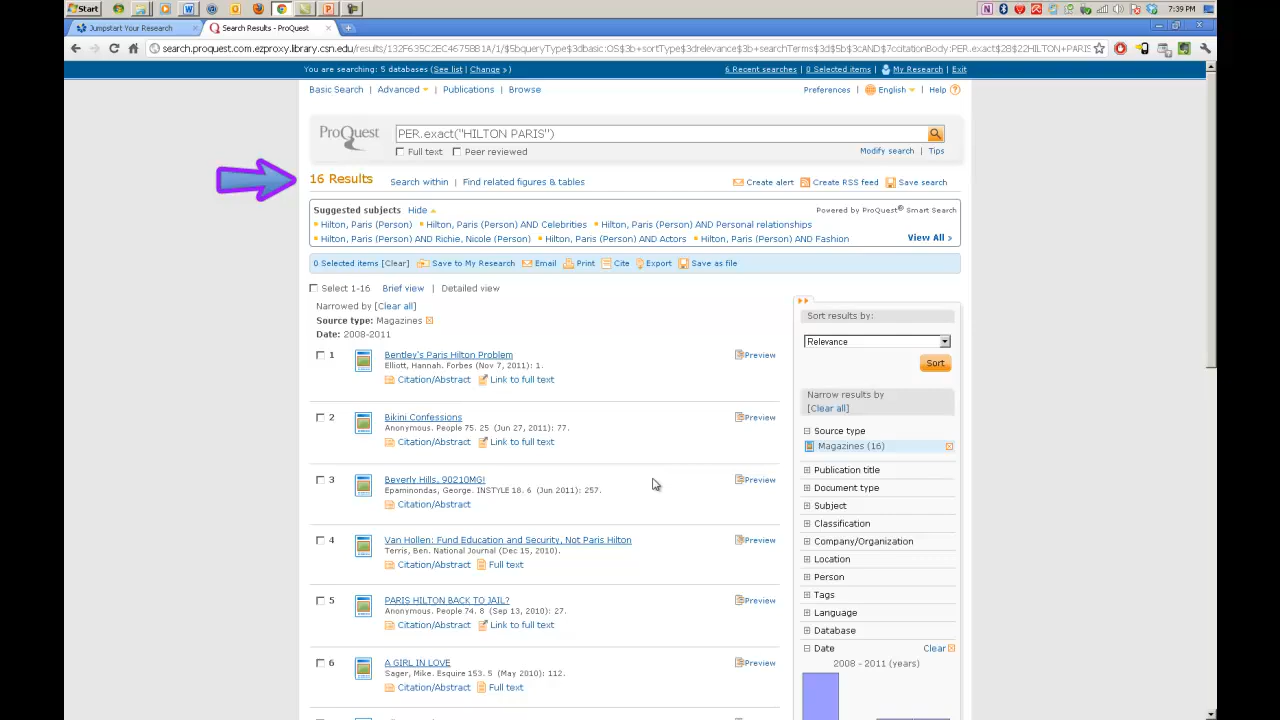 Start 7:39 PM
Jumpstart Your Research Search Results - ProQuest
search.proquest.com.ezproxy.library.csn.edu/results/132F635C2EC4675BB1A/1/$5bqueryType$3dbasic:OS$3b+sortType$3drelevance$3b+searchTerms$3d$5b$3cAND$7ccitationBody:PER.exact$28$22HILTON+PARIS
You are searching: 5 databases (See list | Change >) 6 Recent searches | 0 Selected items | My Research | Exit
Basic Search | Advanced | Publications | Browse Preferences | English | Help
ProQuest PER.exact("HILTON PARIS")
Full text Peer reviewed Modify search | Tips
16 Results Search within | Find related figures & tables Create alert Create RSS feed Save search
Suggested subjects Hide Powered by ProQuest® Smart Search
Hilton, Paris (Person) Hilton, Paris (Person) AND Celebrities Hilton, Paris (Person) AND Personal relationships
Hilton, Paris (Person) AND Richie, Nicole (Person) Hilton, Paris (Person) AND Actors Hilton, Paris (Person) AND Fashion View All >
0 Selected items [Clear] Save to My Research Email Print Cite Export Save as file
Select 1-16 Brief view | Detailed view
Narrowed by [Clear all]
Source type: Magazines
Date: 2008-2011
1 Bentley's Paris Hilton Problem Preview
Elliott, Hannah. Forbes (Nov 7, 2011): 1.
Citation/Abstract Link to full text
2 Bikini Confessions Preview
Anonymous. People 75. 25 (Jun 27, 2011): 77.
Citation/Abstract Link to full text
3 Beverly Hills, 90210MG! Preview
Epaminondas, George. INSTYLE 18. 6 (Jun 2011): 257.
Citation/Abstract
4 Van Hollen: Fund Education and Security, Not Paris Hilton Preview
Terris, Ben. National Journal (Dec 15, 2010).
Citation/Abstract Full text
5 PARIS HILTON BACK TO JAIL? Preview
Anonymous. People 74. 8 (Sep 13, 2010): 27.
Citation/Abstract Link to full text
6 A GIRL IN LOVE Preview
Sager, Mike. Esquire 153. 5 (May 2010): 112.
Citation/Abstract Full text
Sort results by:
Relevance
Sort
Narrow results by
[Clear all]
Source type
Magazines (16)
Publication title
Document type
Subject
Classification
Company/Organization
Location
Person
Tags
Language
Database
Date Clear
2008 - 2011 (years)